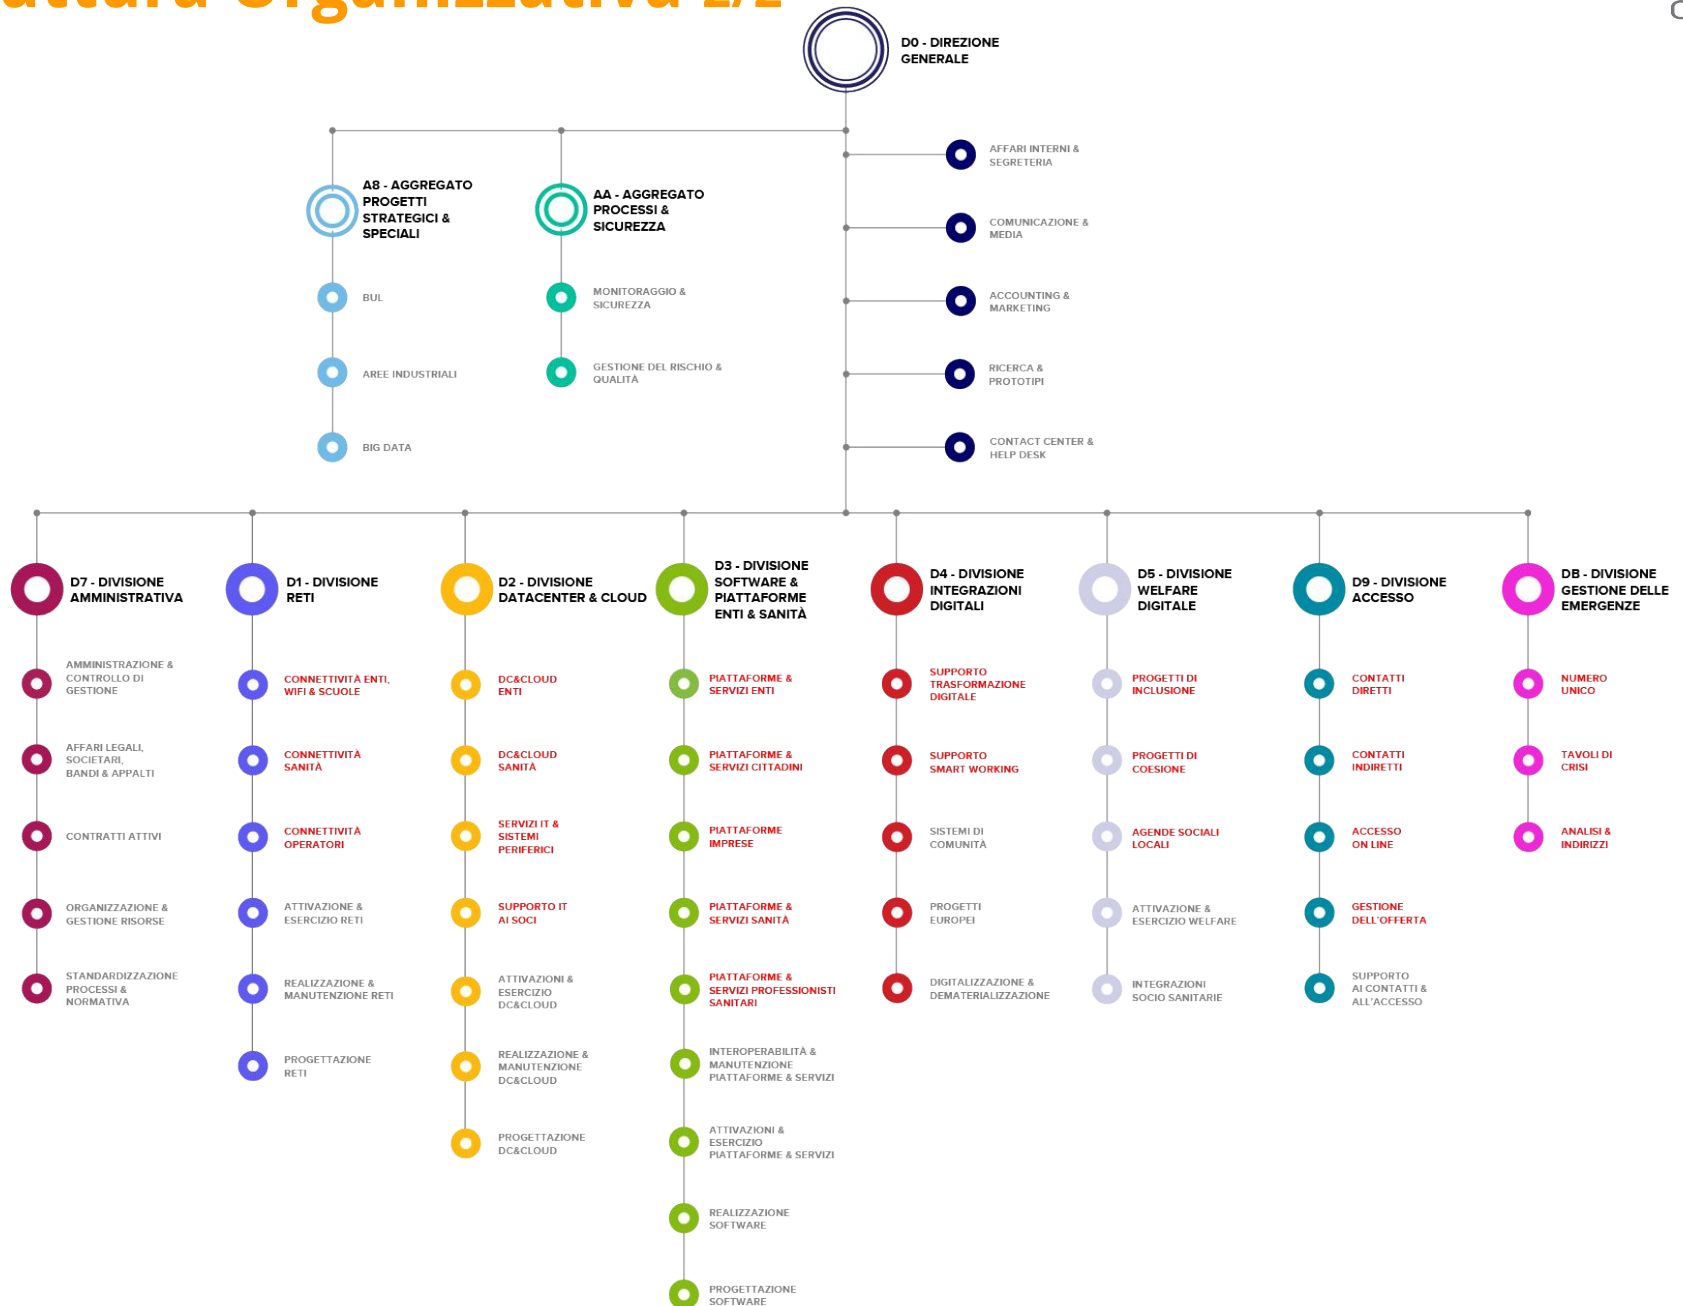 D0 - DIREZIONE
GENERALE
AFFARI INTERNI &
SEGRETERIA
COMUNICAZIONE &
MEDIA
ACCOUNTING &
MARKETING
RICERCA &
PROTOTIPI
CONTACT CENTER &
HELP DESK
A8 - AGGREGATO
PROGETTI
STRATEGICI &
SPECIALI
BUL
AREE INDUSTRIALI
BIG DATA
AA - AGGREGATO
PROCESSI &
SICUREZZA
MONITORAGGIO &
SICUREZZA
GESTIONE DEL RISCHIO &
QUALITÀ
D7 - DIVISIONE
AMMINISTRATIVA
AMMINISTRAZIONE &
CONTROLLO DI
GESTIONE
AFFARI LEGALI,
SOCIETARI,
BANDI & APPALTI
CONTRATTI ATTIVI
ORGANIZZAZIONE &
GESTIONE RISORSE
STANDARDIZZAZIONE
PROCESSI &
NORMATIVA
D1 - DIVISIONE
RETI
CONNETTIVITÀ ENTI,
WIFI & SCUOLE
CONNETTIVITÀ
SANITÀ
CONNETTIVITÀ
OPERATORI
ATTIVAZIONE &
ESERCIZIO RETI
REALIZZAZIONE &
MANUTENZIONE RETI
PROGETTAZIONE
RETI
D2 - DIVISIONE
DATACENTER & CLOUD
DC&CLOUD
ENTI
DC&CLOUD
SANITÀ
SERVIZI IT &
SISTEMI
PERIFERICI
SUPPORTO IT
AI SOCI
ATTIVAZIONI &
ESERCIZIO
DC&CLOUD
REALIZZAZIONE &
MANUTENZIONE
DC&CLOUD
PROGETTAZIONE
DC&CLOUD
D3 - DIVISIONE
SOFTWARE &
PIATTAFORME
ENTI & SANITÀ
PIATTAFORME &
SERVIZI ENTI
PIATTAFORME &
SERVIZI CITTADINI
PIATTAFORME
IMPRESE
PIATTAFORME &
SERVIZI SANITÀ
PIATTAFORME &
SERVIZI PROFESSIONISTI
SANITARI
INTEROPERABILITÀ &
MANUTENZIONE
PIATTAFORME & SERVIZI
ATTIVAZIONI &
ESERCIZIO
PIATTAFORME & SERVIZI
REALIZZAZIONE
SOFTWARE
PROGETTAZIONE
SOFTWARE
D4 - DIVISIONE
INTEGRAZIONI
DIGITALI
SUPPORTO
TRASFORMAZIONE
DIGITALE
SUPPORTO
SMART WORKING
SISTEMI DI
COMUNITÀ
PROGETTI
EUROPEI
DIGITALIZZAZIONE &
DEMATERIALIZZAZIONE
D5 - DIVISIONE
WELFARE
DIGITALE
PROGETTI DI
INCLUSIONE
PROGETTI DI
COESIONE
AGENDE SOCIALI
LOCALI
ATTIVAZIONE &
ESERCIZIO WELFARE
INTEGRAZIONI
SOCIO SANITARIE
D9 - DIVISIONE
ACCESSO
CONTATTI
DIRETTI
CONTATTI
INDIRETTI
ACCESSO
ON LINE
GESTIONE
DELL'OFFERTA
SUPPORTO
AI CONTATTI &
ALL'ACCESSO
DB - DIVISIONE
GESTIONE DELLE
EMERGENZE
NUMERO
UNICO
TAVOLI DI
CRISI
ANALISI &
INDIRIZZI